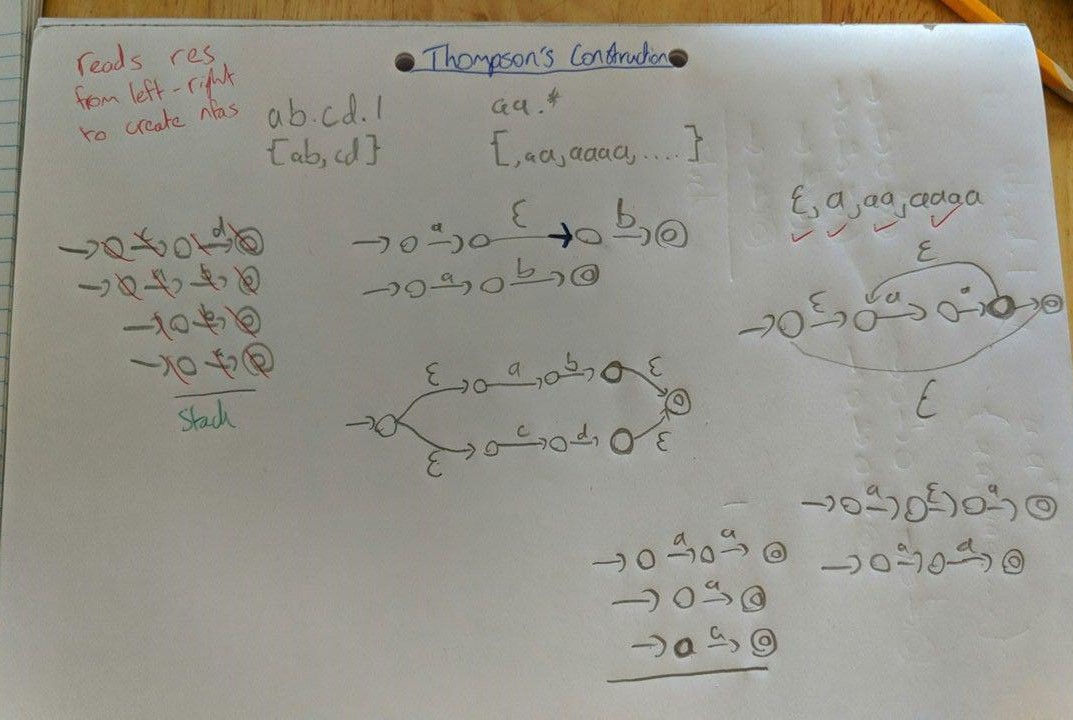 Thompson's Construction
reads res
from left-right
to create nfas
ab.cd.|
{ab,cd}
aa.*
{,aa,aaaa,....}
ε, a, aa, aaaa
a ε b
a b
ε a b ε
ε c d ε
Stack
ε
ε a a
ε
a ε a
a a
a a
a
a